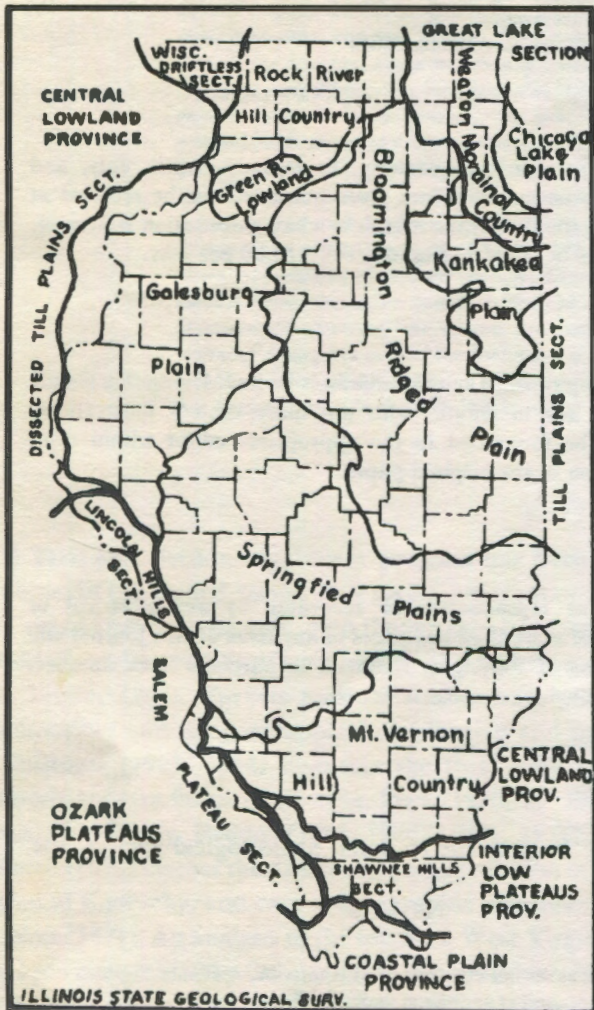 GREAT LAKE
SECTION
WISC.
DRIFTLESS
SECT.
Rock River
Hill Country
CENTRAL
LOWLAND
PROVINCE
Weaton Morainal
Country
Chicago
Lake
Plain
Green R.
Lowland
Bloomington
Ridged
Plain
Kankakee
Plain
Galesburg
Plain
DISSECTED TILL PLAINS SECT.
TILL PLAINS SECT.
LINCOLN HILLS
SECT.
Springfied
Plains
SALEM
PLATEAU SECT.
Mt. Vernon
Hill Country
CENTRAL
LOWLAND
PROV.
OZARK
PLATEAUS
PROVINCE
SHAWNEE HILLS
SECT.
INTERIOR
LOW
PLATEAUS
PROV.
COASTAL PLAIN
PROVINCE
ILLINOIS STATE GEOLOGICAL SURV.